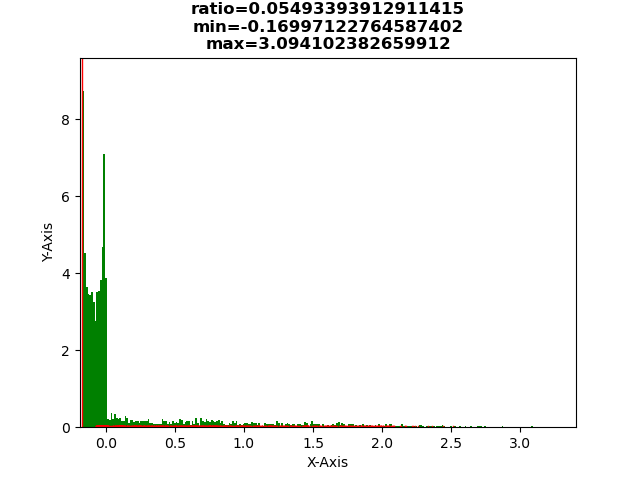 ratio=0.05493393912911415
min=-0.16997122764587402
max=3.094102382659912
8
6
4
2
0
Y-Axis
0.0 0.5 1.0 1.5 2.0 2.5 3.0
X-Axis